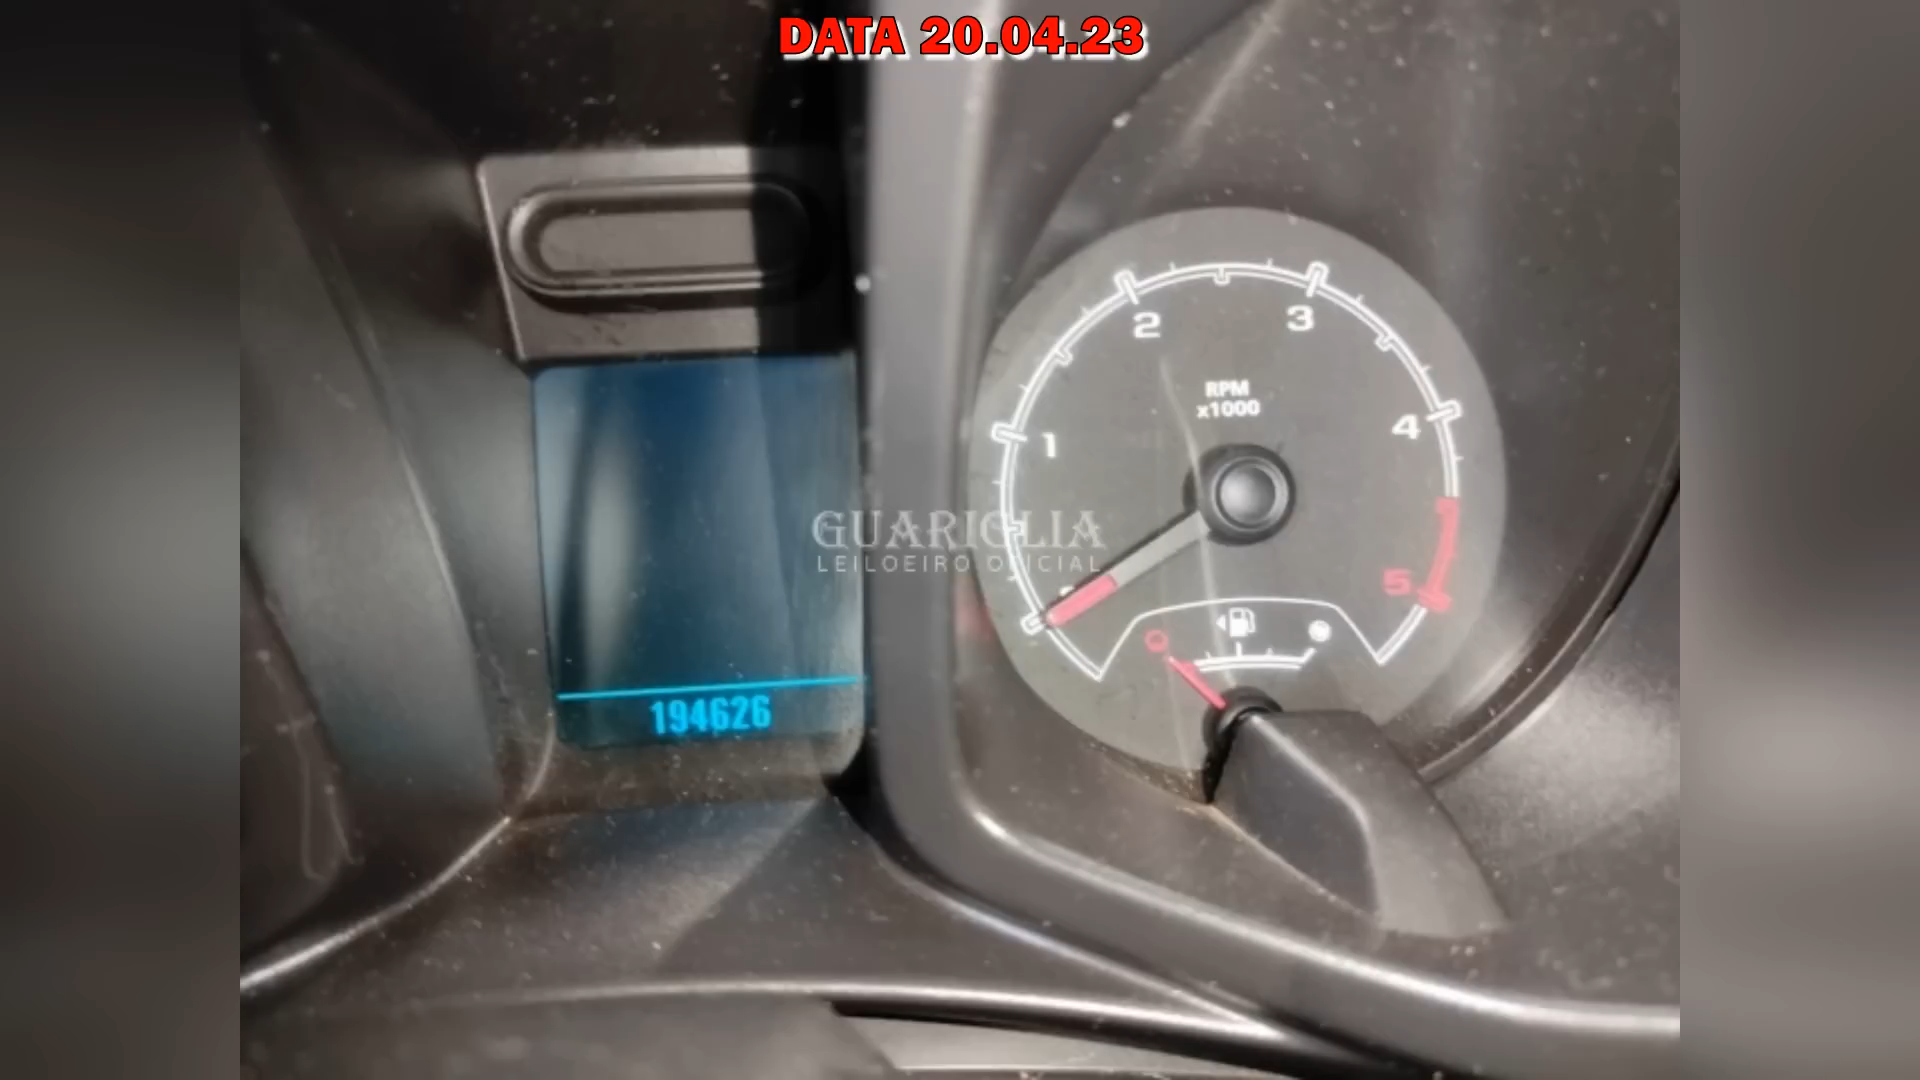 DATA 20.04.23
2
3
RPM
x1000
1
4
GUARIGLIA
LEILOEIRO OFICIAL
5
194626